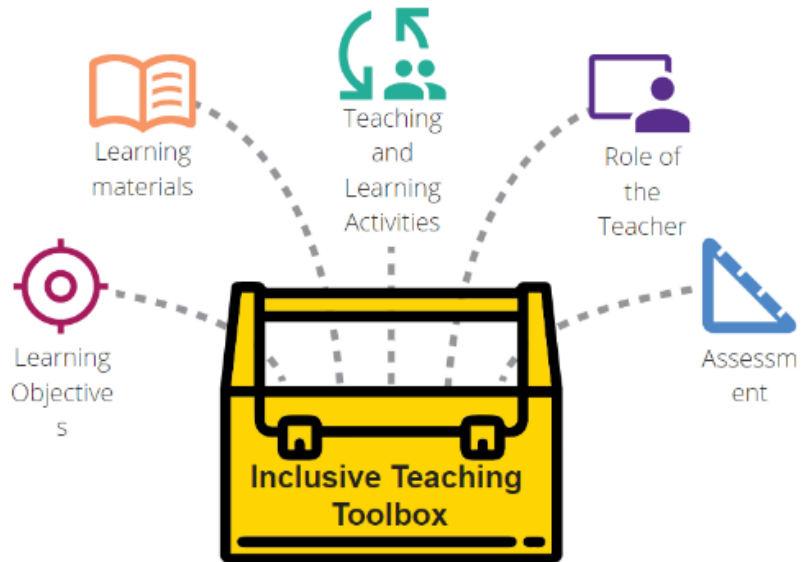 Learning
materials
Teaching
and
Learning
Activities
Role of
the
Teacher
Learning
Objective
s
Assessm
ent
Inclusive Teaching
Toolbox